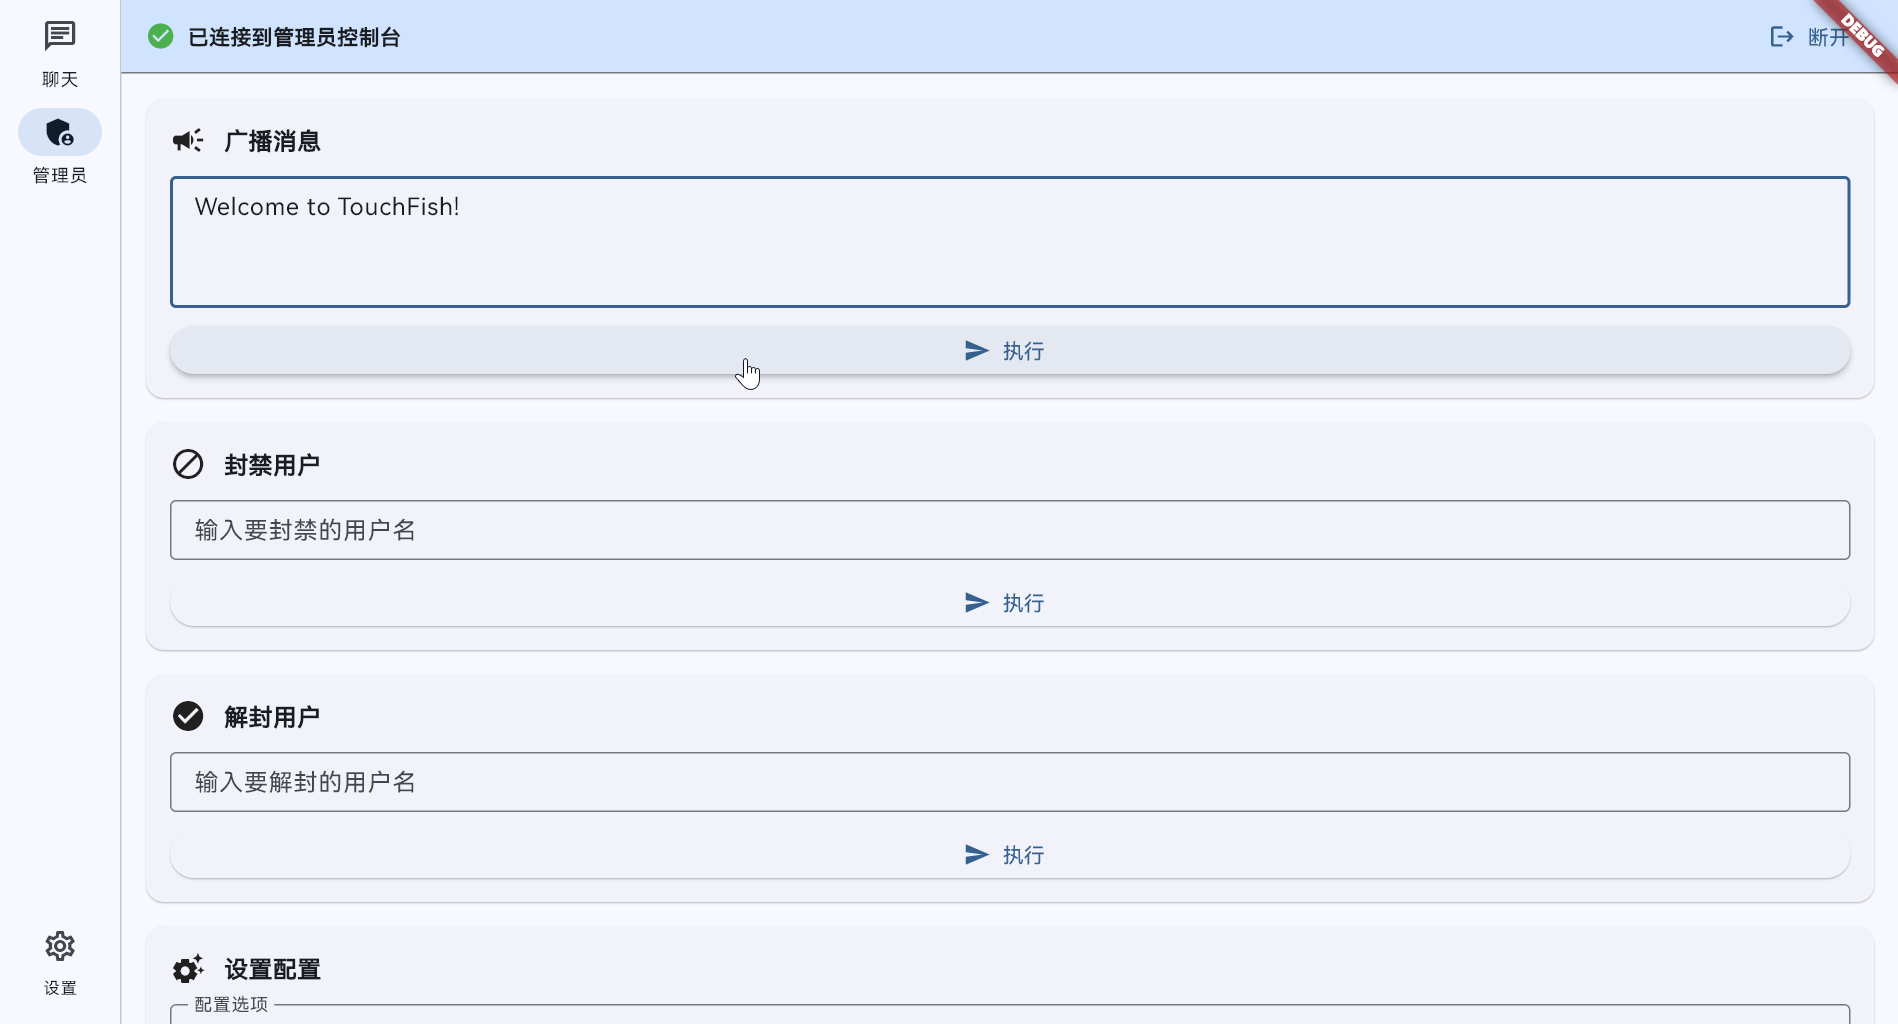 聊天
管理员
设置
已连接到管理员控制台
断开
DEBUG
广播消息
Welcome to TouchFish!
执行
封禁用户
输入要封禁的用户名
执行
解封用户
输入要解封的用户名
执行
设置配置
配置选项